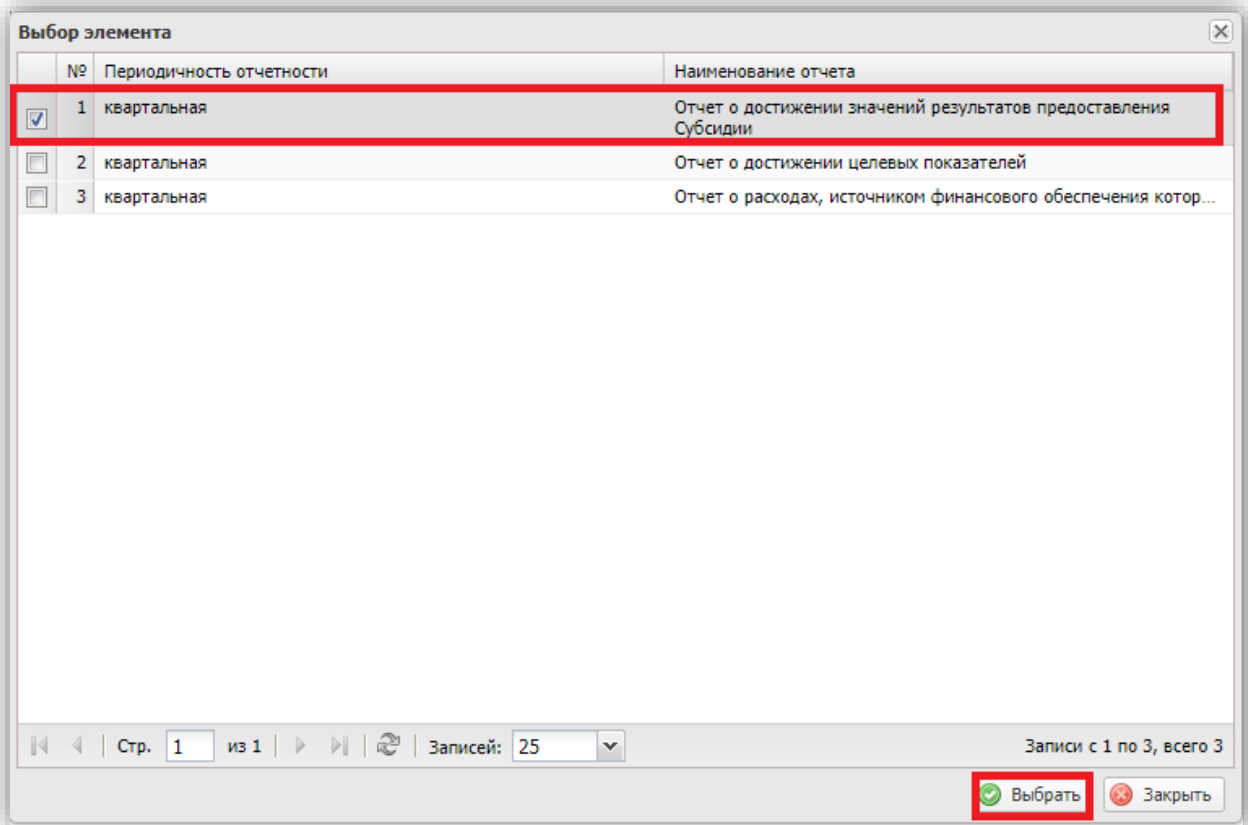 Выбор элемента
№ Периодичность отчетности Наименование отчета
1 квартальная Отчет о достижении значений результатов предоставления
Субсидии
2 квартальная Отчет о достижении целевых показателей
3 квартальная Отчет о расходах, источником финансового обеспечения котор...
Стр. 1 из 1 Записей: 25 Записи с 1 по 3, всего 3
Выбрать Закрыть